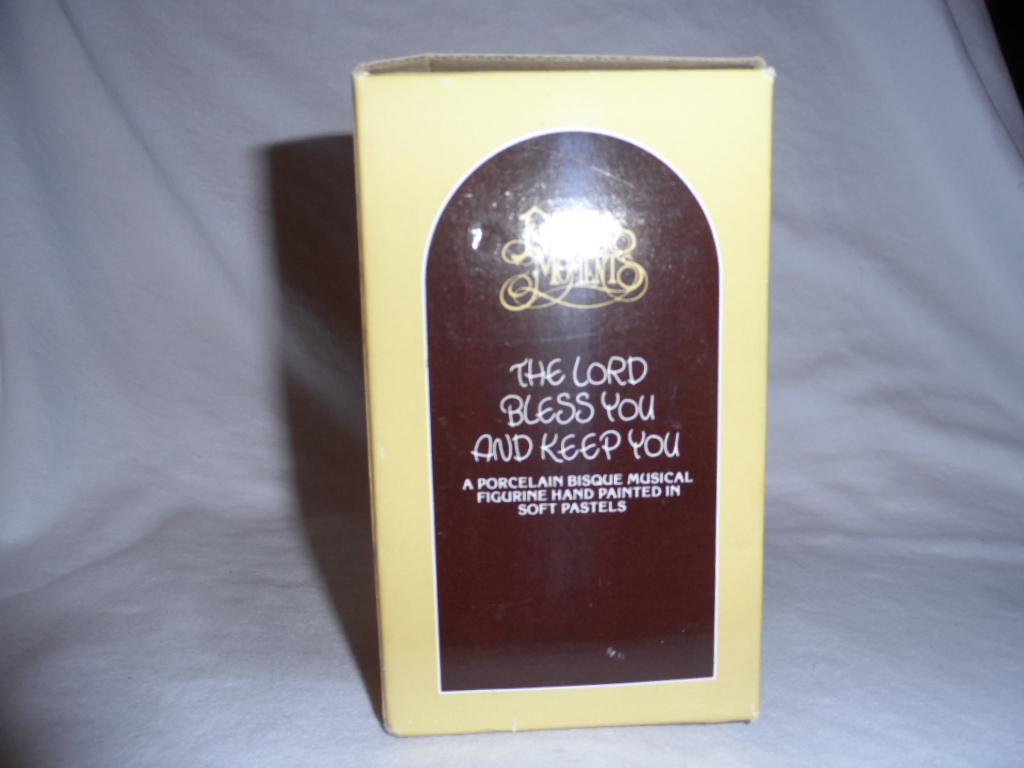 MOMENTS
THE LORD
BLESS YOU
AND KEEP YOU
A PORCELAIN BISQUE MUSICAL
FIGURINE HAND PAINTED IN
SOFT PASTELS